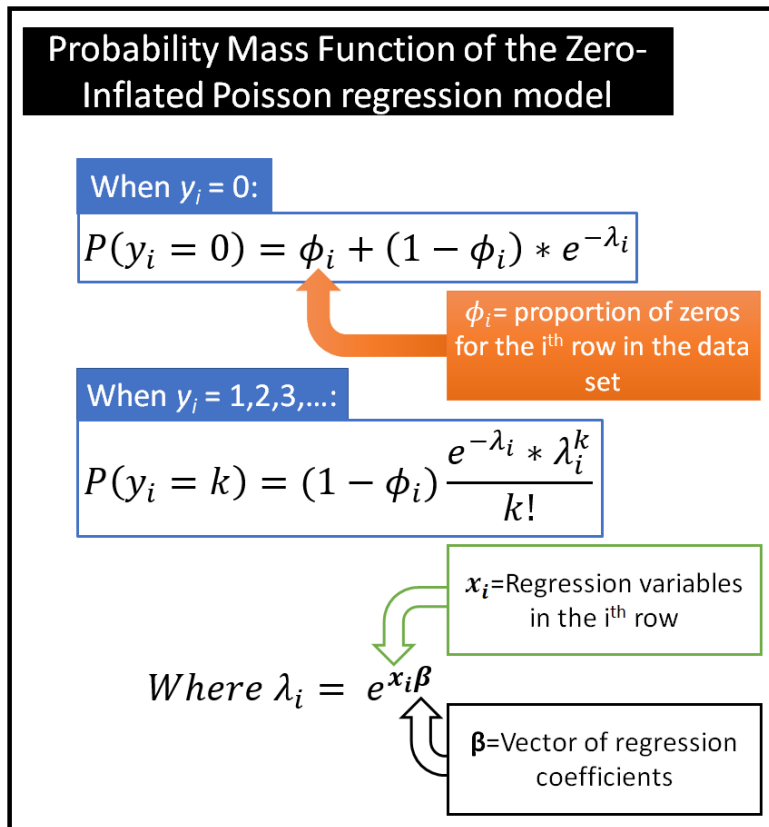 Probability Mass Function of the Zero-
Inflated Poisson regression model
When yᵢ = 0:
P(yᵢ = 0) = ϕᵢ + (1 − ϕᵢ) * e^{−λᵢ}
ϕᵢ= proportion of zeros
for the iᵗʰ row in the data
set
When yᵢ = 1,2,3,…:
P(yᵢ = k) = (1 − ϕᵢ) \frac{e^{−λᵢ} * λᵢ^k}{k!}
xᵢ=Regression variables
in the iᵗʰ row
Where λᵢ = e^{xᵢβ}
β=Vector of regression
coefficients